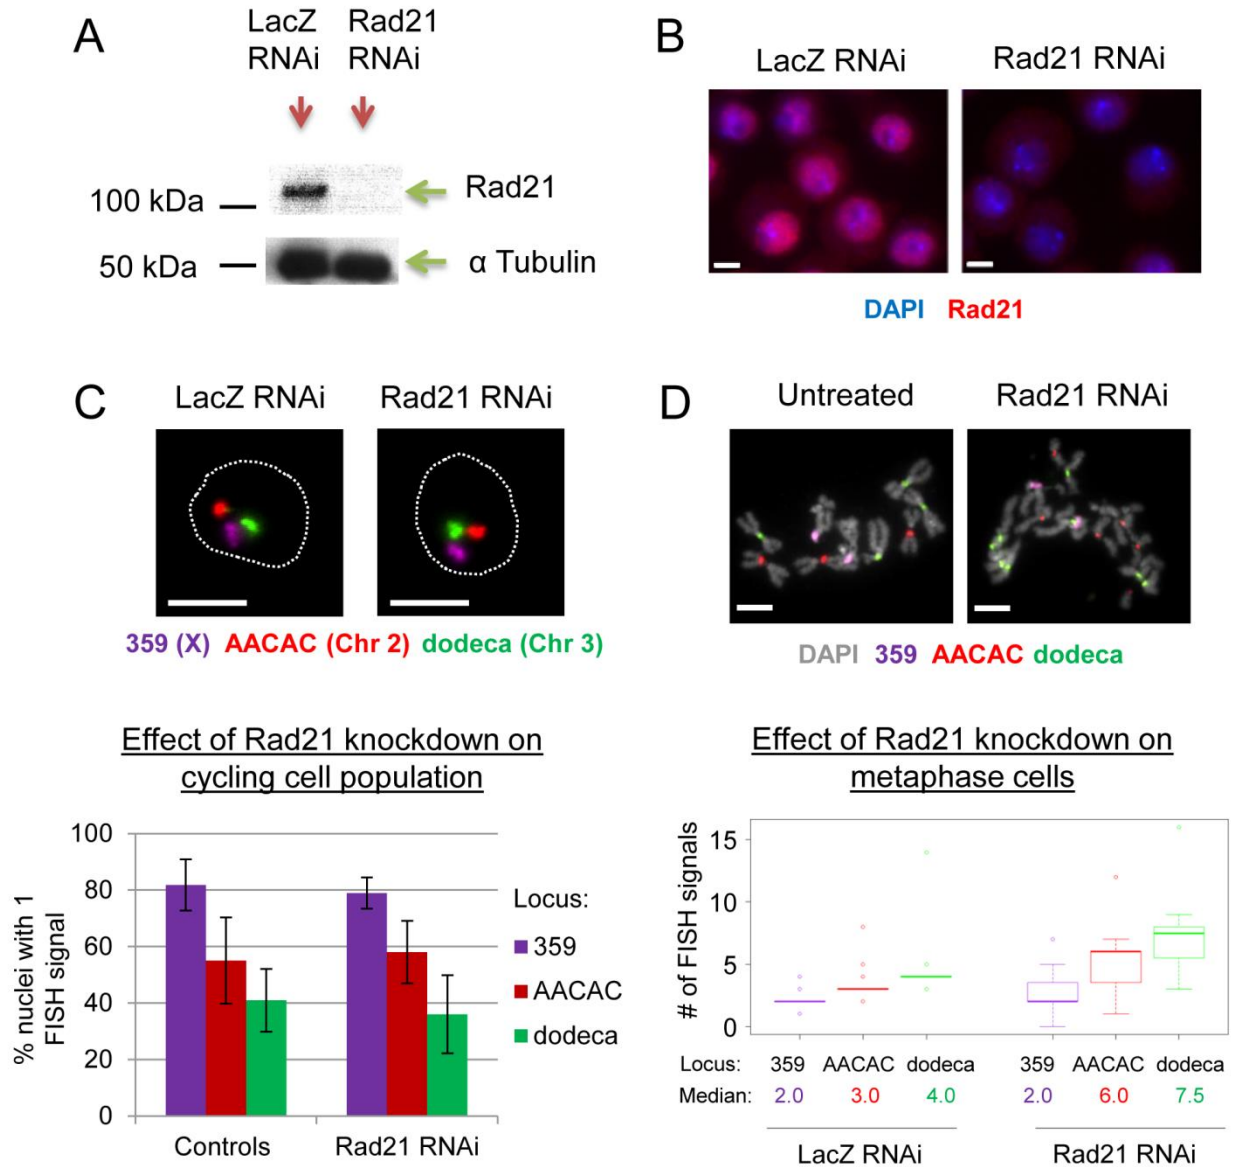 A
LacZ RNAi
Rad21 RNAi
100 kDa
Rad21
50 kDa
α Tubulin
B
LacZ RNAi
Rad21 RNAi
DAPI Rad21
C
LacZ RNAi
Rad21 RNAi
359 (X) AACAC (Chr 2) dodeca (Chr 3)
Effect of Rad21 knockdown on
cycling cell population
% nuclei with 1
FISH signal
100
80
60
40
20
0
Controls
Rad21 RNAi
Locus:
359
AACAC
dodeca
D
Untreated
Rad21 RNAi
DAPI 359 AACAC dodeca
Effect of Rad21 knockdown on
metaphase cells
# of FISH signals
15
10
5
0
Locus: 359 AACAC dodeca 359 AACAC dodeca
Median: 2.0 3.0 4.0 2.0 6.0 7.5
LacZ RNAi
Rad21 RNAi